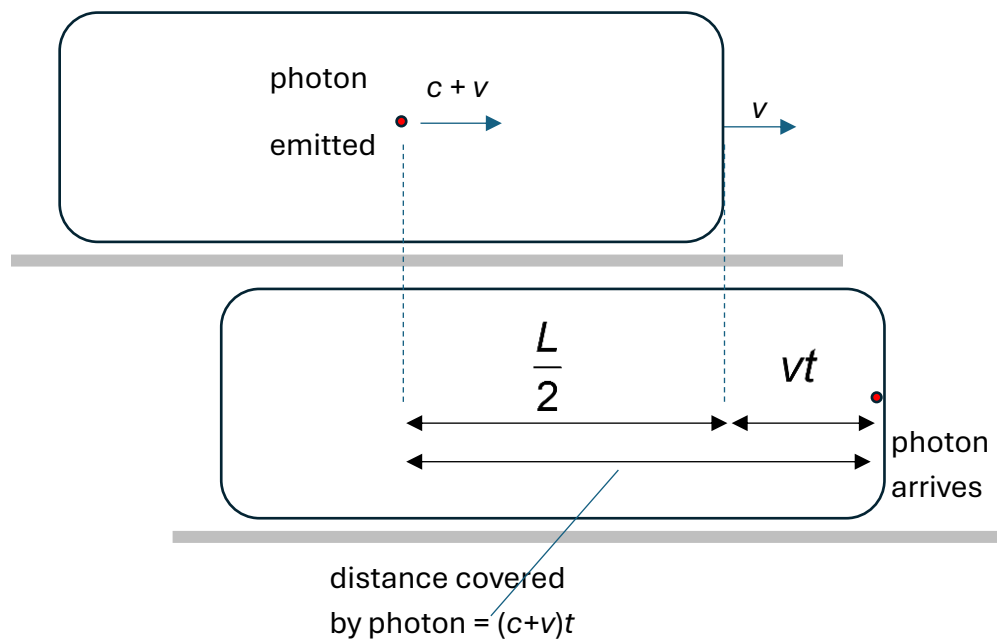 photon
c + v
v
emitted
L
2
vt
photon
arrives
distance covered
by photon = (c+v)t